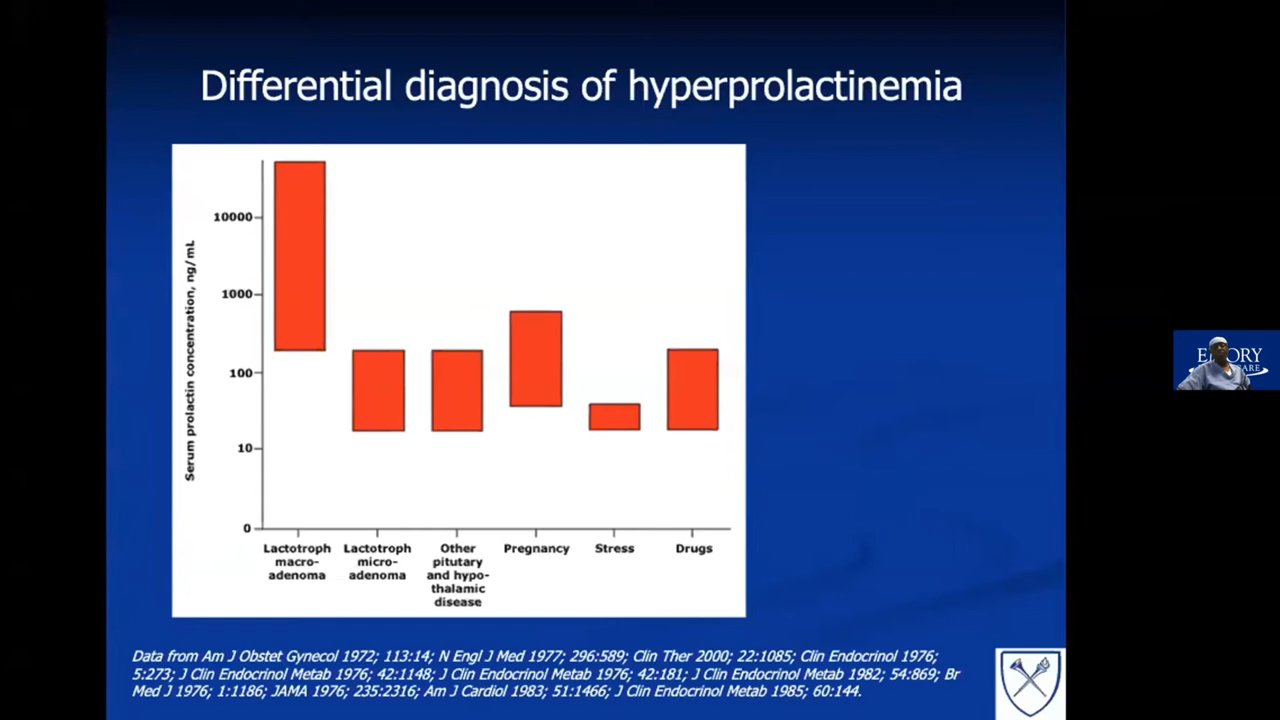 Differential diagnosis of hyperprolactinemia
Serum prolactin concentration, ng/mL
10000
1000
100
10
0
Lactotroph
macro-
adenoma
Lactotroph
micro-
adenoma
Other
pitutary
and hypo-
thalamic
disease
Pregnancy
Stress
Drugs
Data from Am J Obstet Gynecol 1972; 113:14; N Engl J Med 1977; 296:589; Clin Ther 2000; 22:1085; Clin Endocrinol 1976;
5:273; J Clin Endocrinol Metab 1976; 42:1148; J Clin Endocrinol Metab 1976; 42:181; J Clin Endocrinol Metab 1982; 54:869; Br
Med J 1976; 1:1186; JAMA 1976; 235:2316; Am J Cardiol 1983; 51:1466; J Clin Endocrinol Metab 1985; 60:144.